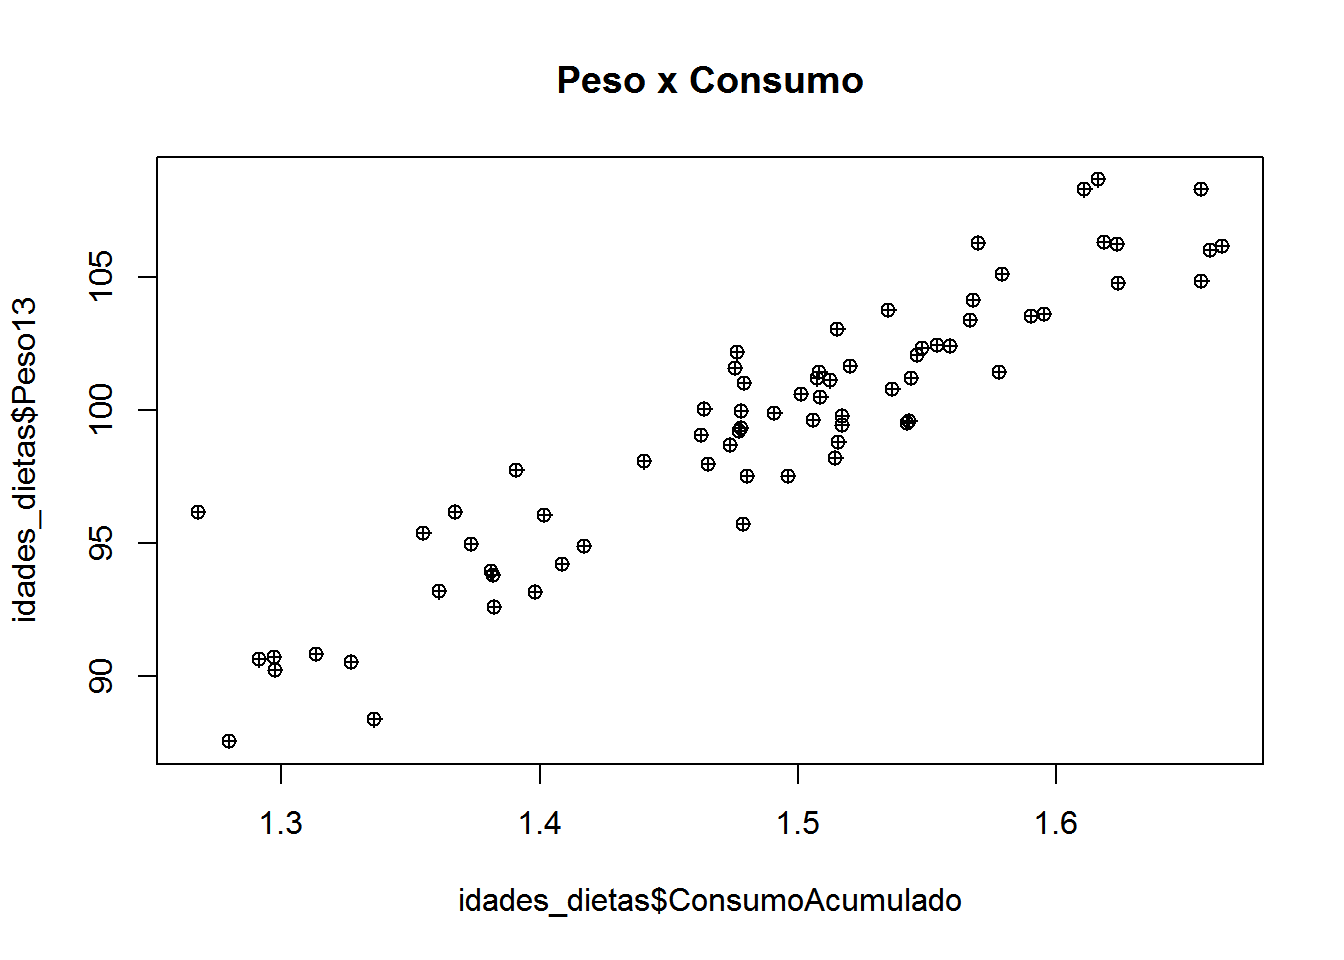 Peso x Consumo
idades_dietas$Peso13
105
100
95
90
1.3 1.4 1.5 1.6
idades_dietas$ConsumoAcumulado